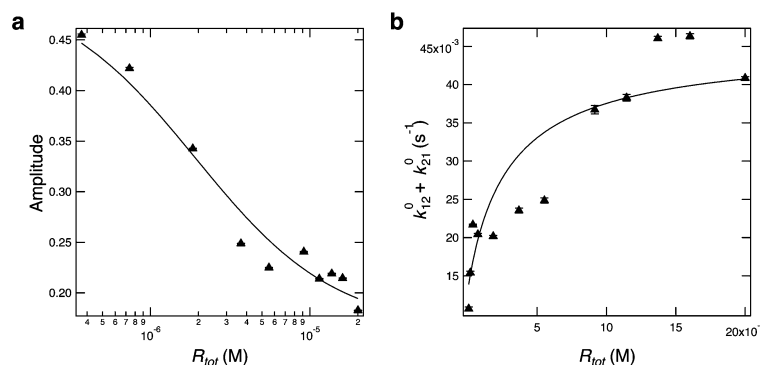 a
0.45
0.40
0.35
0.30
0.25
0.20
Amplitude
4 5 6 7 8 9 2 3 4 5 6 7 8 9 2
10⁻⁶ 10⁻⁵
R_tot (M)
b
45x10⁻³
40
35
30
25
20
15
k⁰₁₂ + k⁰₂₁ (s⁻¹)
5 10 15 20x10⁻
R_tot (M)